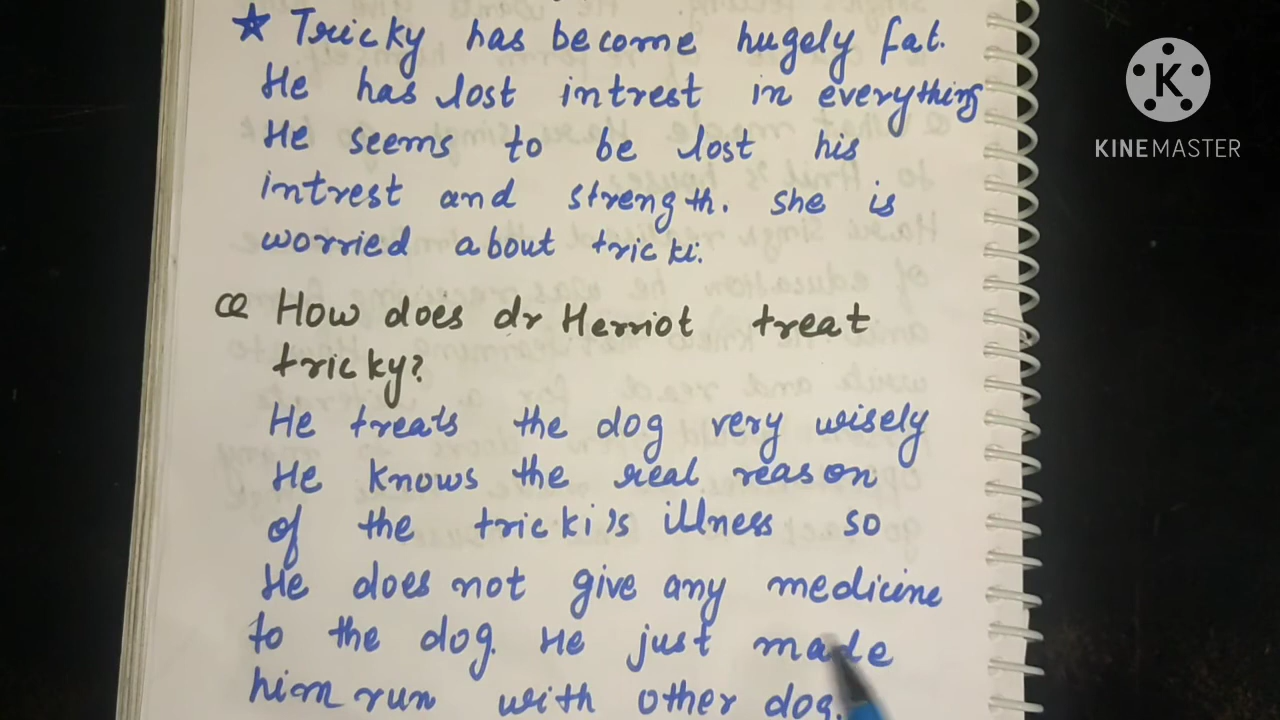 ★ Tricky has become hugely fat.
He has lost intrest in everything
He seems to be lost his
intrest and strength. she is
worried about tricki.
Q How does dr Herriot treat
tricky?
He treats the dog very wisely
He knows the real reason
of the tricki's illness so
He does not give any medicine
to the dog. He just made
him run with other dog.
K
KINEMASTER